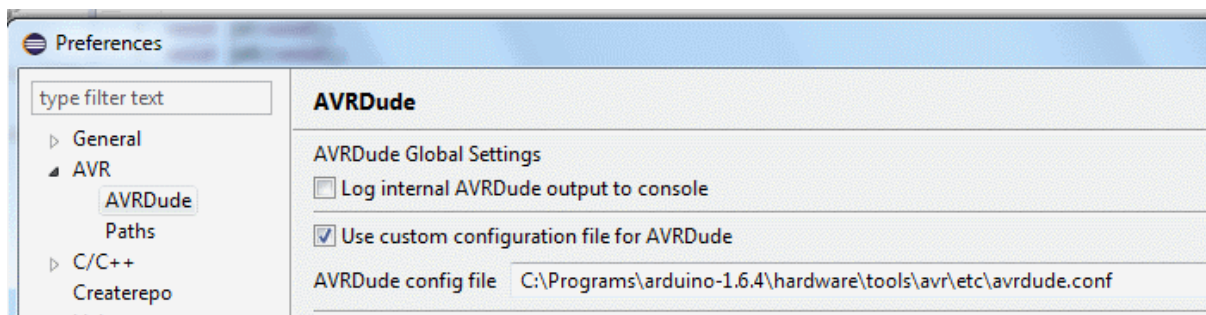 Preferences
type filter text
General
AVR
AVRDude
Paths
C/C++
Createrepo
AVRDude
AVRDude Global Settings
Log internal AVRDude output to console
Use custom configuration file for AVRDude
AVRDude config file C:\Programs\arduino-1.6.4\hardware\tools\avr\etc\avrdude.conf